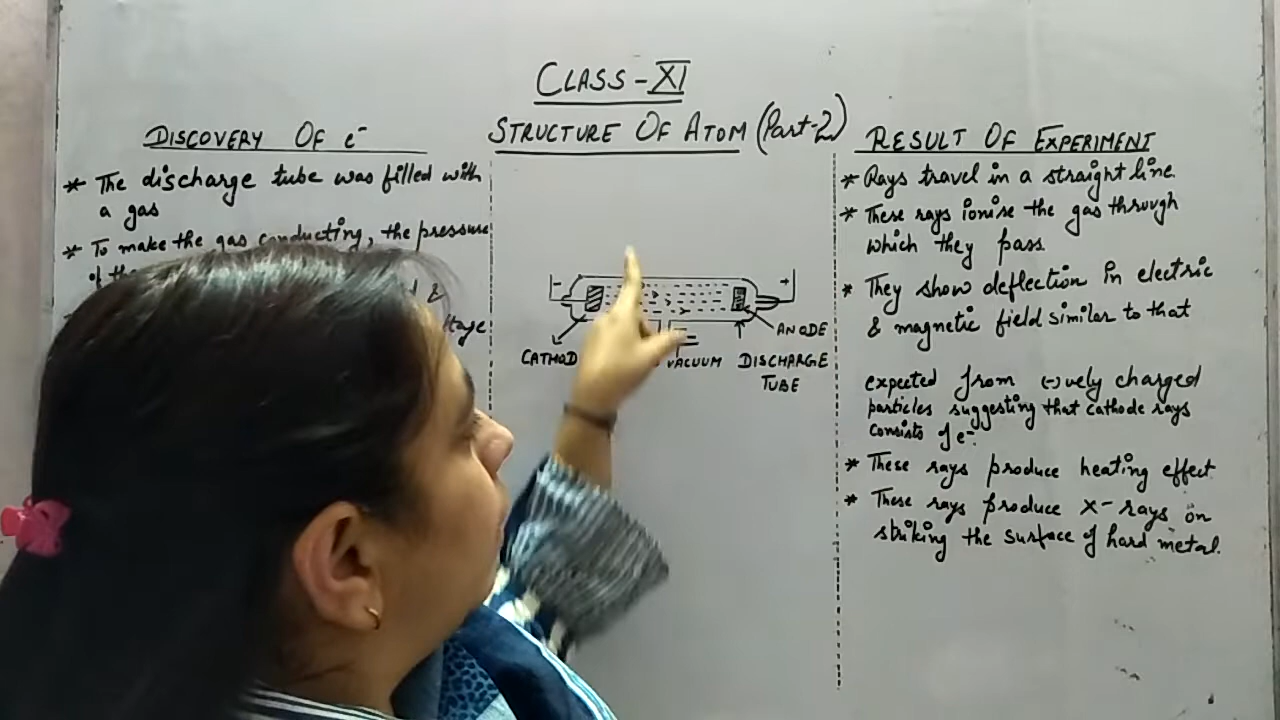 CLASS-XI
STRUCTURE OF ATOM (Part-2)
DISCOVERY OF e⁻
* The discharge tube was filled with
a gas
* To make the gas conducting, the pressure
of the
&
- +
CATHOD
VACUUM
DISCHARGE
TUBE
ANODE
RESULT OF EXPERIMENT
* Rays travel in a straight line
* These rays ionise the gas through
which they pass.
* They show deflection in electric
& magnetic field similar to that
expected from (-)vely charged
particles suggesting that cathode rays
consists of e⁻.
* These rays produce heating effect
* These rays produce X-rays on
striking the surface of hard metal.